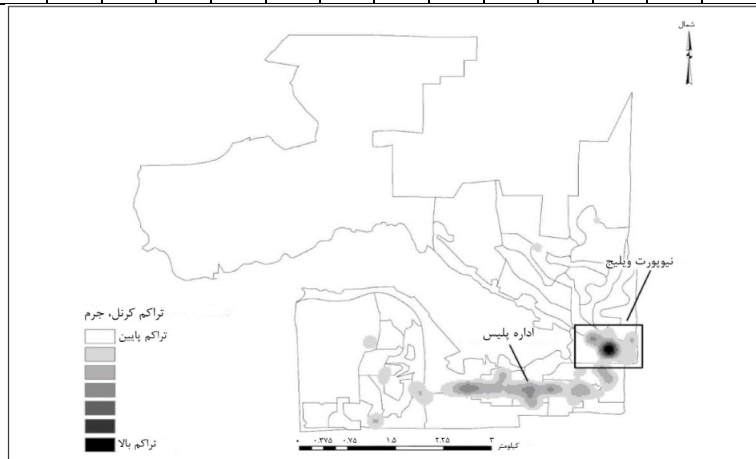 شمال
نیوپورت ویلیج
اداره پلیس
تراکم کرنل، جرم
تراکم پایین
تراکم بالا
۰ ۰.۳۷۵ ۰.۷۵ ۱.۵ ۲.۲۵ ۳ کیلومتر